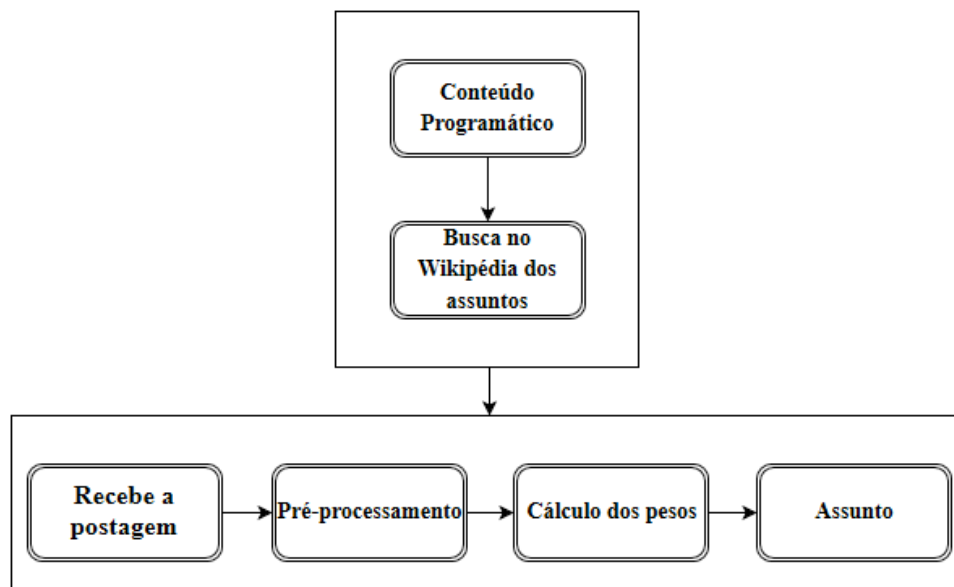 Conteúdo
Programático
Busca no
Wikipédia dos
assuntos
Recebe a
postagem
Pré-processamento
Cálculo dos pesos
Assunto